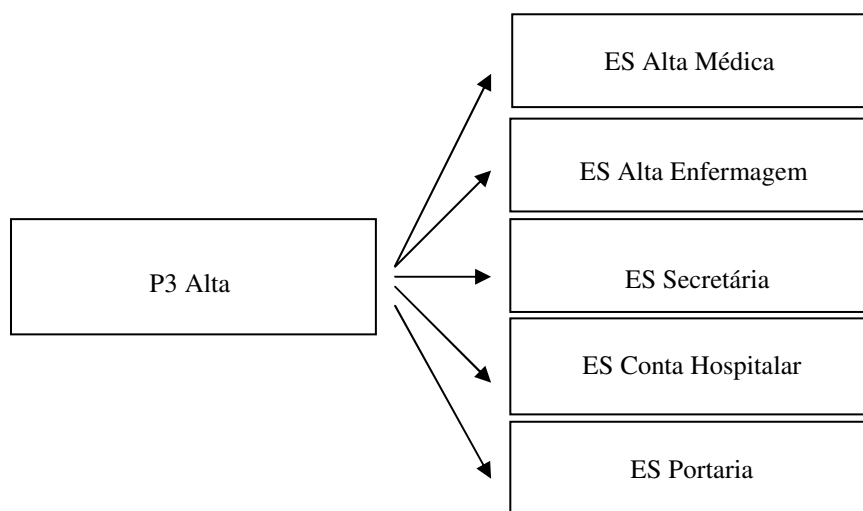 ES Alta Médica
ES Alta Enfermagem
P3 Alta
ES Secretária
ES Conta Hospitalar
ES Portaria